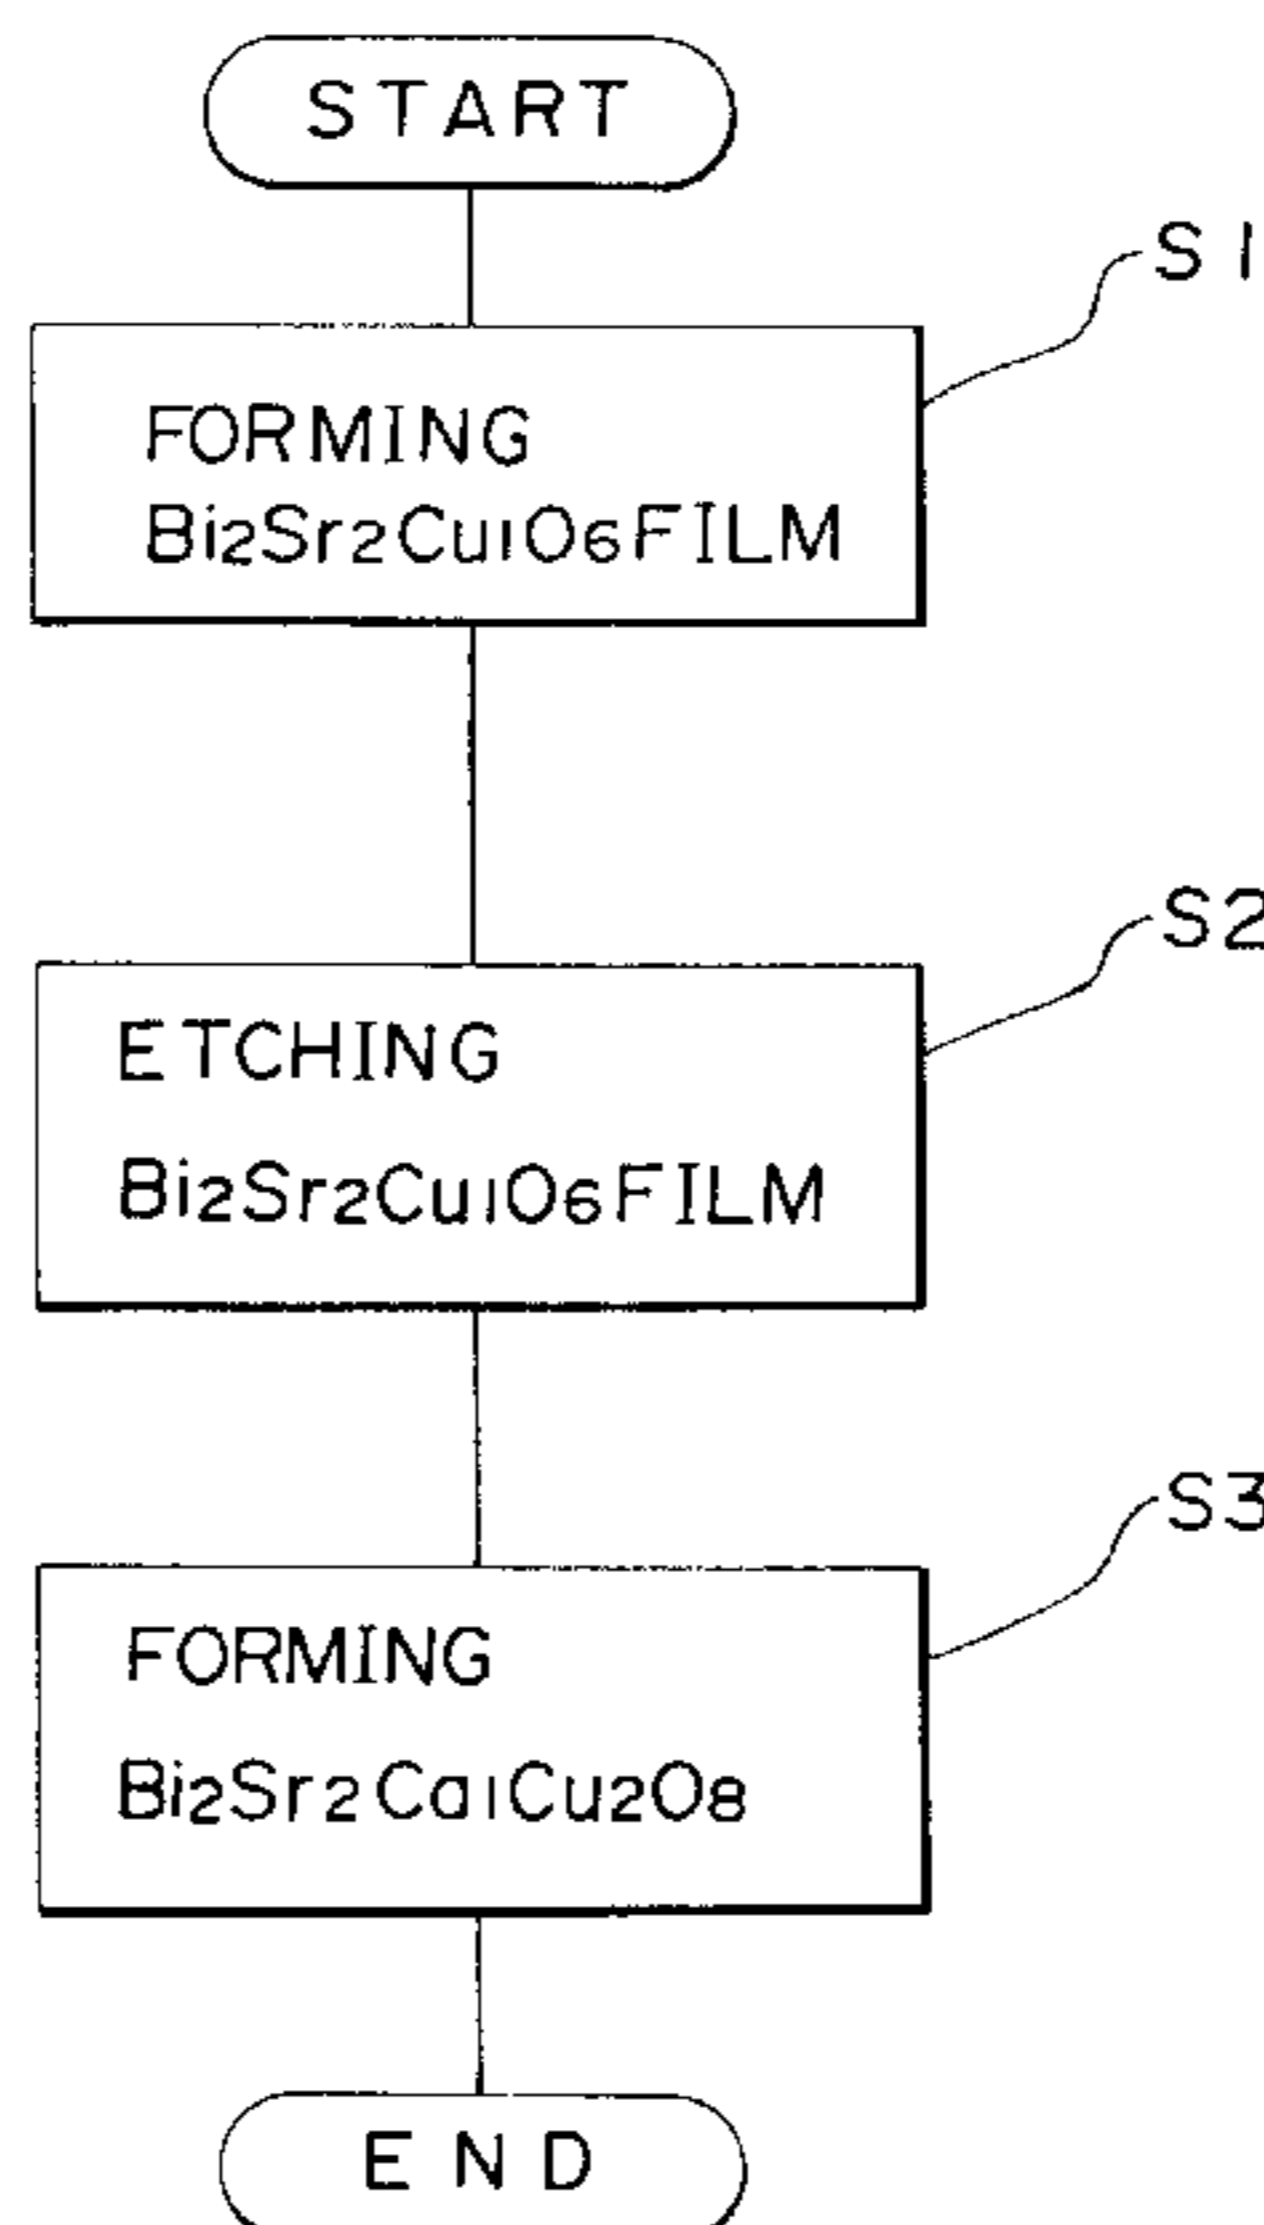 START
S1
FORMING
Bi2Sr2Cu1O6FILM
S2
ETCHING
Bi2Sr2Cu1O6FILM
S3
FORMING
Bi2Sr2Ca1Cu2O8
END